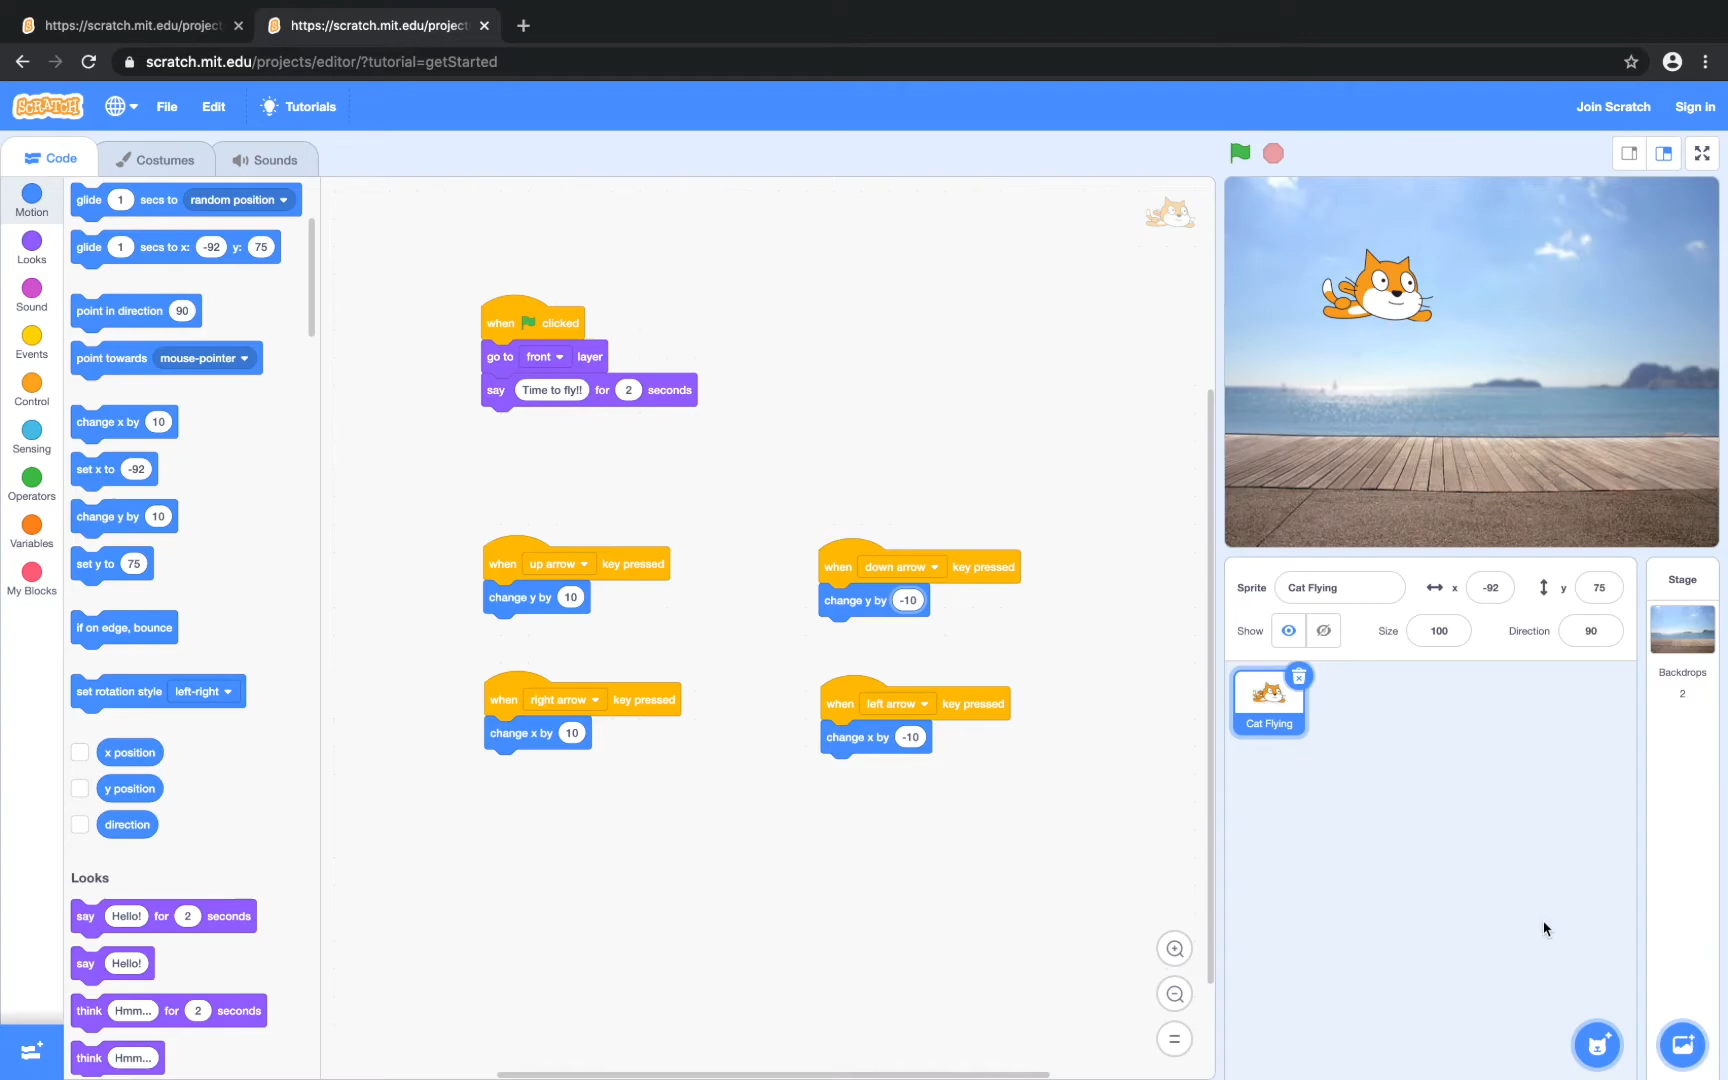 https://scratch.mit.edu/project
https://scratch.mit.edu/project
scratch.mit.edu/projects/editor/?tutorial=getStarted
SCRATCH
File
Edit
Tutorials
Join Scratch
Sign in
Code
Costumes
Sounds
Motion
Looks
Sound
Events
Control
Sensing
Operators
Variables
My Blocks
glide 1 secs to random position
glide 1 secs to x: -92 y: 75
point in direction 90
point towards mouse-pointer
change x by 10
set x to -92
change y by 10
set y to 75
if on edge, bounce
set rotation style left-right
x position
y position
direction
Looks
say Hello! for 2 seconds
say Hello!
think Hmm... for 2 seconds
think Hmm...
when clicked
go to front layer
say Time to fly!! for 2 seconds
when up arrow key pressed
change y by 10
when down arrow key pressed
change y by -10
when right arrow key pressed
change x by 10
when left arrow key pressed
change x by -10
Sprite Cat Flying x -92 y 75
Show Size 100 Direction 90
Cat Flying
Stage
Backdrops
2